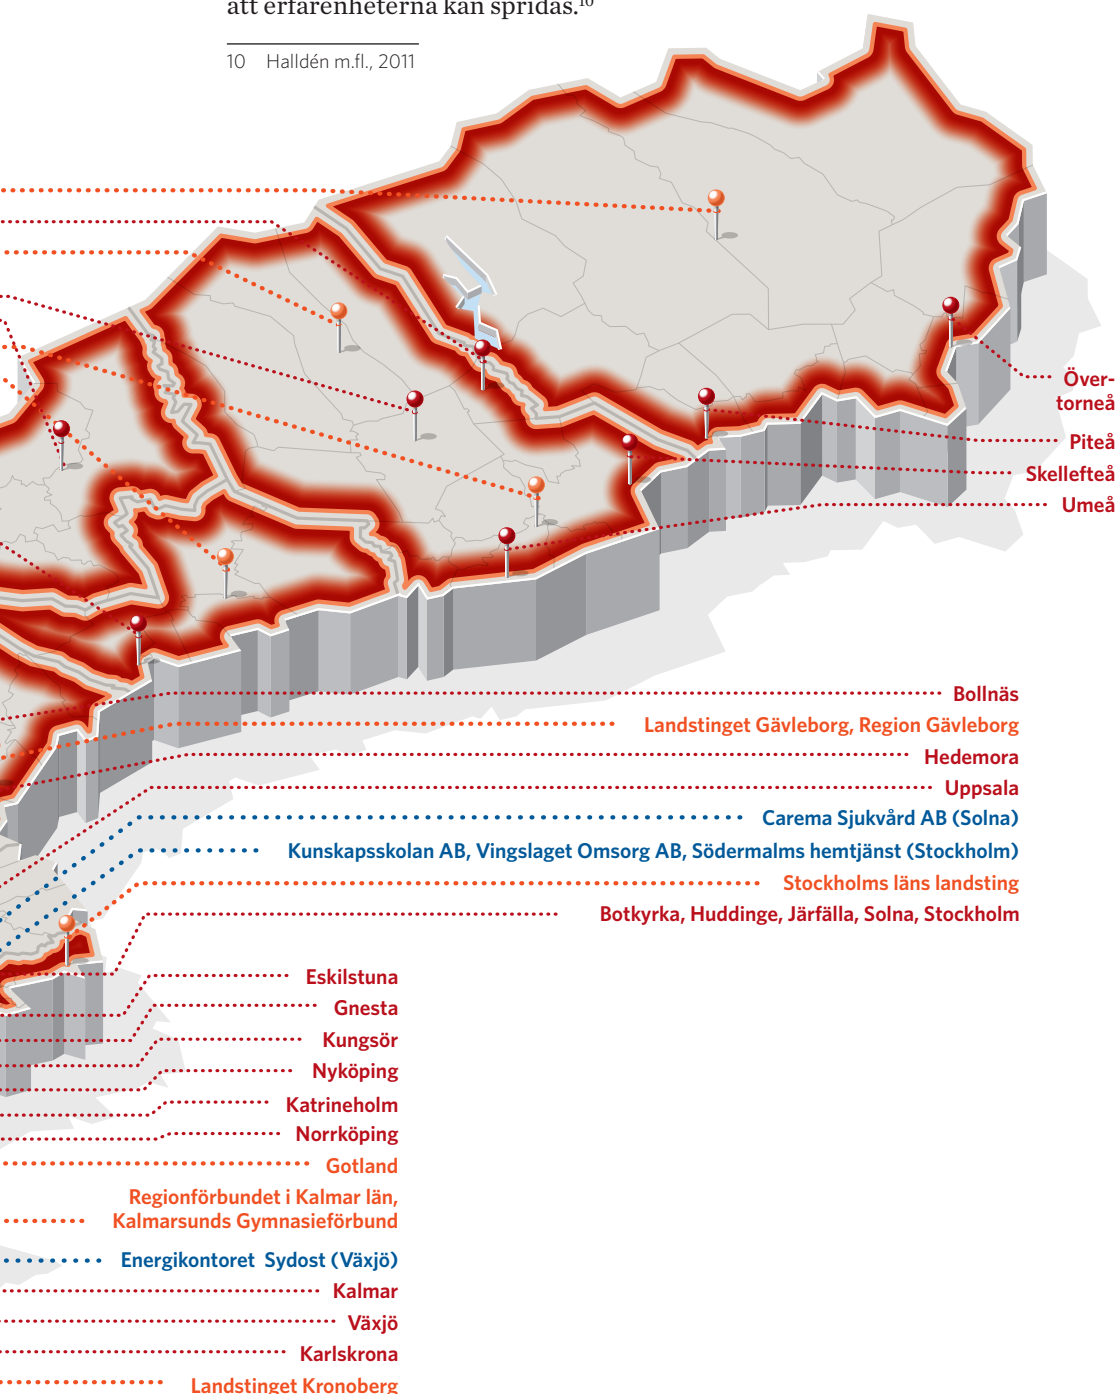 att erfarenheterna kan spridas.10
10 Halldén m.fl., 2011
Över-
torneå
Piteå
Skellefteå
Umeå
Bollnäs
Landstinget Gävleborg, Region Gävleborg
Hedemora
Uppsala
Carema Sjukvård AB (Solna)
Kunskapsskolan AB, Vingslaget Omsorg AB, Södermalms hemtjänst (Stockholm)
Stockholms läns landsting
Botkyrka, Huddinge, Järfälla, Solna, Stockholm
Eskilstuna
Gnesta
Kungsör
Nyköping
Katrineholm
Norrköping
Gotland
Regionförbundet i Kalmar län,
Kalmarsunds Gymnasieförbund
Energikontoret Sydost (Växjö)
Kalmar
Växjö
Karlskrona
Landstinget Kronoberg